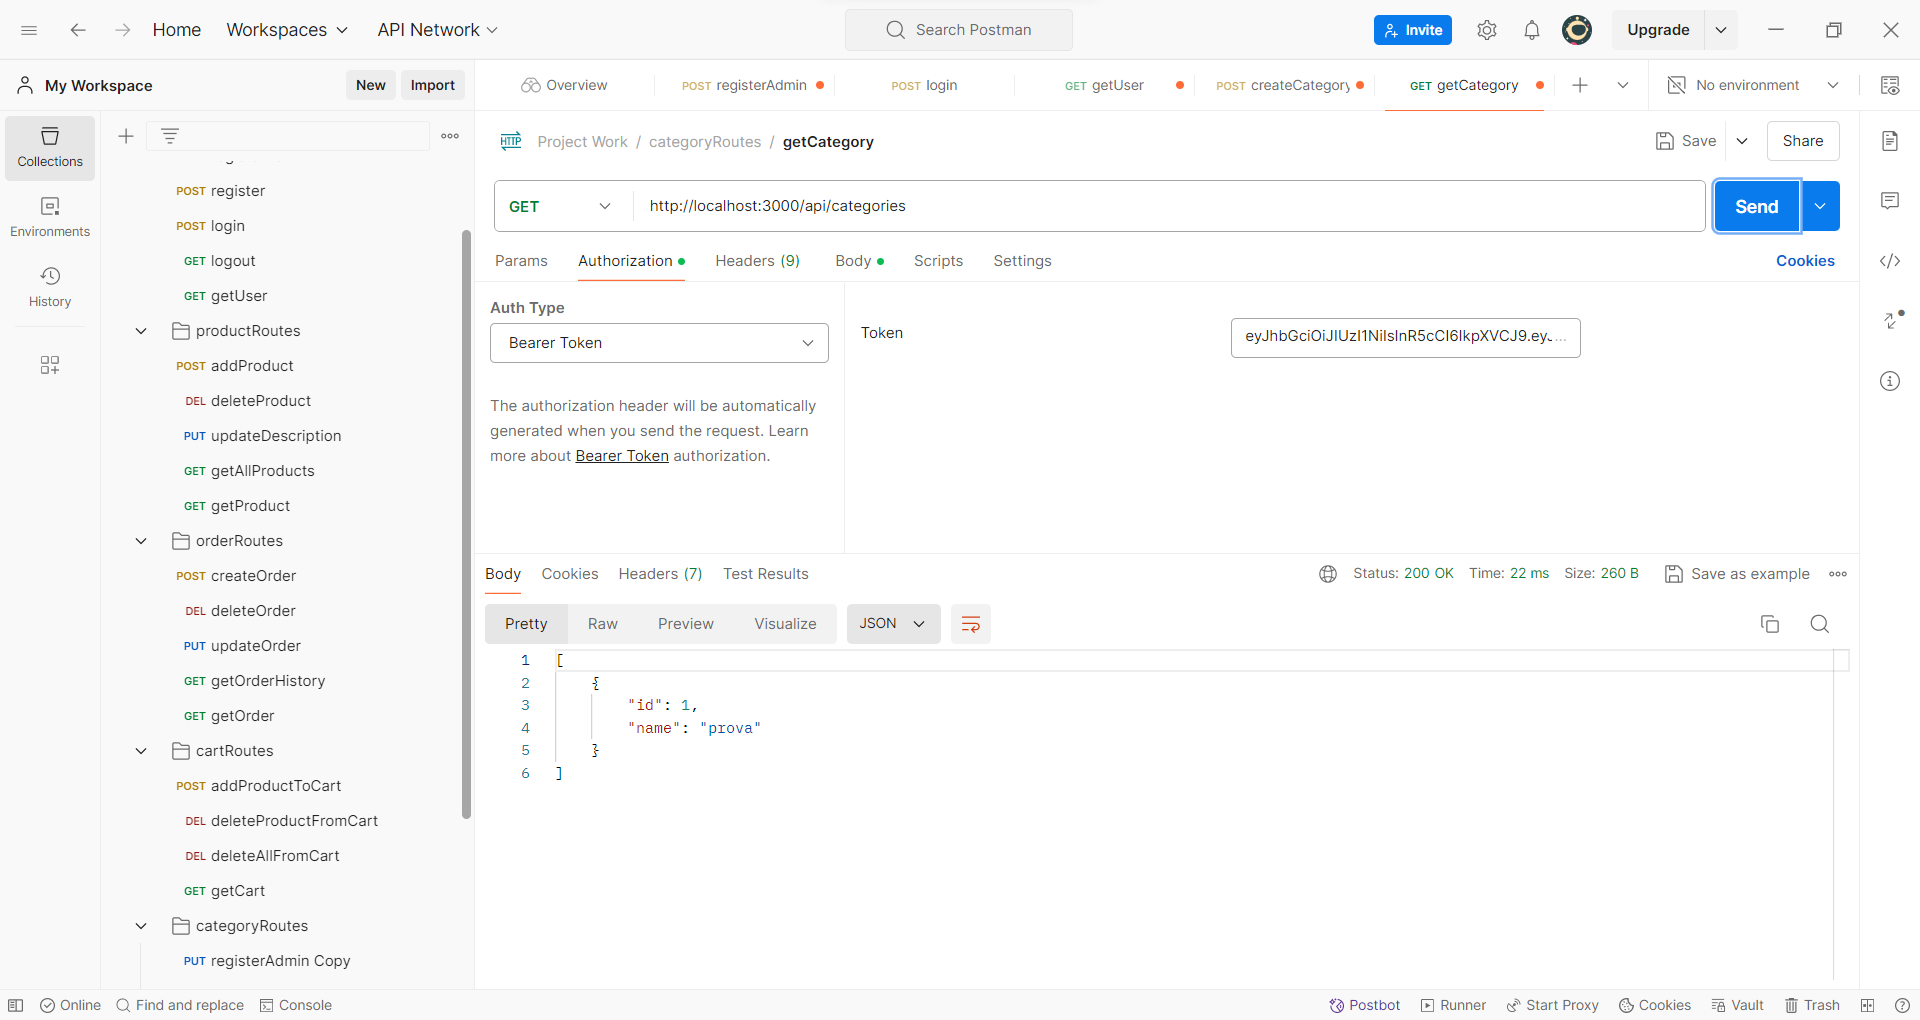 Home
Workspaces
API Network
Search Postman
Invite
Upgrade
My Workspace
New
Import
Overview
POST registerAdmin
POST login
GET getUser
POST createCategory
GET getCategory
No environment
Collections
Environments
History
POST register
POST login
GET logout
GET getUser
productRoutes
POST addProduct
DEL deleteProduct
PUT updateDescription
GET getAllProducts
GET getProduct
orderRoutes
POST createOrder
DEL deleteOrder
PUT updateOrder
GET getOrderHistory
GET getOrder
cartRoutes
POST addProductToCart
DEL deleteProductFromCart
DEL deleteAllFromCart
GET getCart
categoryRoutes
PUT registerAdmin Copy
HTTP Project Work / categoryRoutes / getCategory
Save
Share
GET
http://localhost:3000/api/categories
Send
Params Authorization Headers (9) Body Scripts Settings
Cookies
Auth Type
Bearer Token
The authorization header will be automatically
generated when you send the request. Learn
more about Bearer Token authorization.
Token
Body Cookies Headers (7) Test Results
Status: 200 OK Time: 22 ms Size: 260 B
Save as example
Pretty Raw Preview Visualize
JSON
1 [
2 {
3 "id": 1,
4 "name": "prova"
5 }
6 ]
Online
Find and replace
Console
Postbot
Runner
Start Proxy
Cookies
Vault
Trash